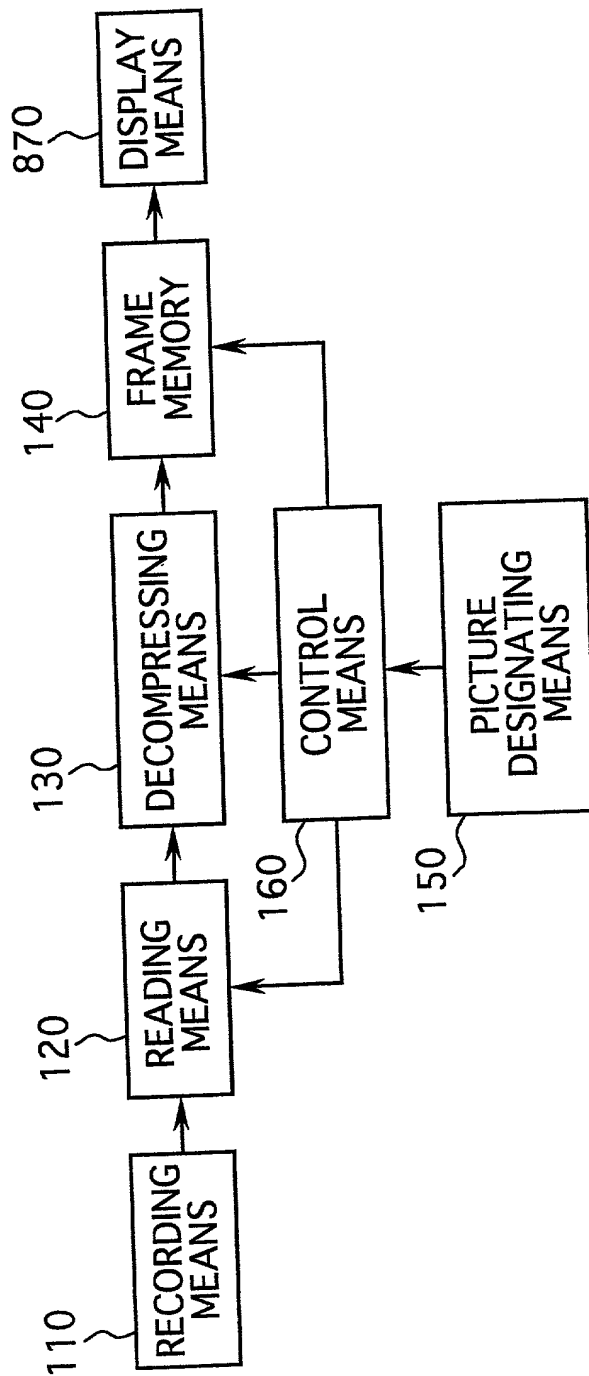 110
RECORDING
MEANS
120
READING
MEANS
130
DECOMPRESSING
MEANS
140
FRAME
MEMORY
870
DISPLAY
MEANS
160
CONTROL
MEANS
150
PICTURE
DESIGNATING
MEANS